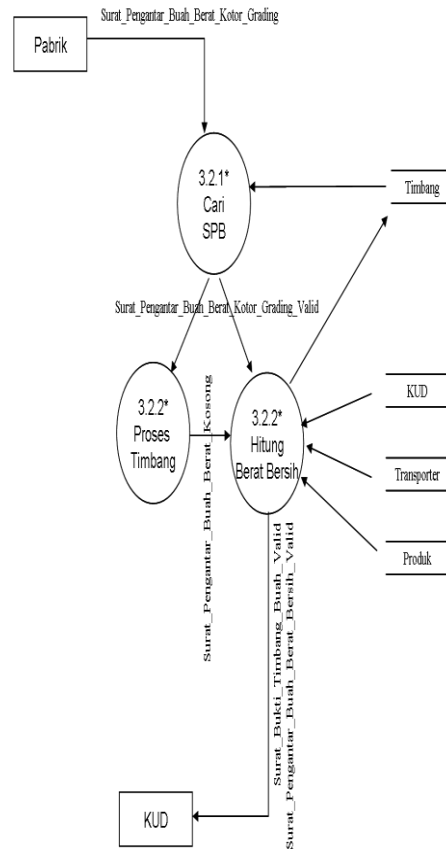 Surat_Pengantar_Buah_Berat_Kotor_Grading
Pabrik
3.2.1*
Cari
SPB
Timbang
Surat_Pengantar_Buah_Berat_Kotor_Grading_Valid
3.2.2*
Proses
Timbang
Surat_Pengantar_Buah_Berat_Kosong
3.2.2*
Hitung
Berat Bersih
KUD
Transporter
Produk
Surat_Bukti_Timbang_Buah_Valid
Surat_Pengantar_Buah_Berat_Bersih_Valid
KUD